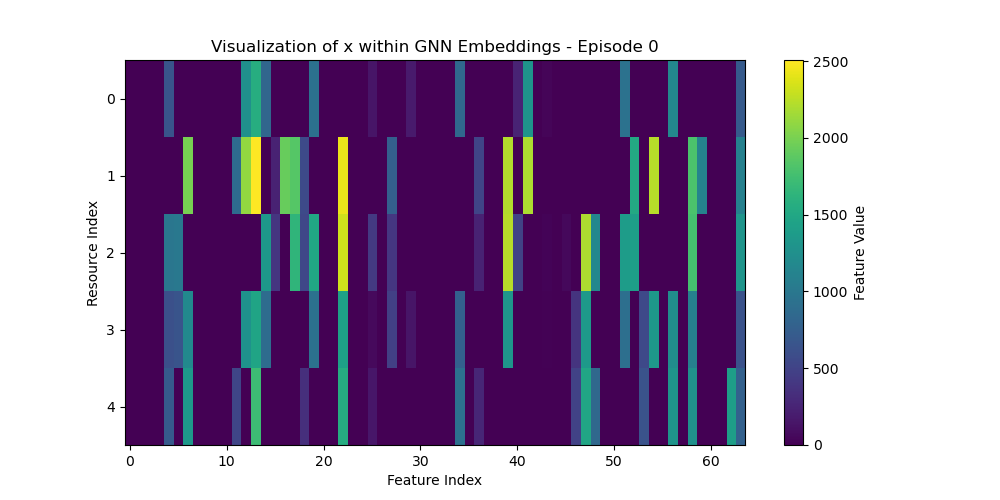 Visualization of x within GNN Embeddings - Episode 0
0
1
2
3
4
Resource Index
0 10 20 30 40 50 60
Feature Index
2500
2000
1500
1000
500
0
Feature Value